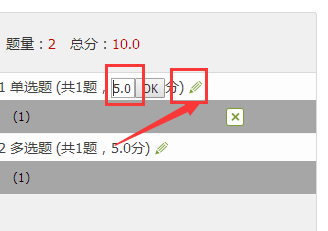 题量：2 总分：10.0
1 单选题 (共1题，5.0 OK 分)
(1)
2 多选题 (共1题，5.0分)
(1)